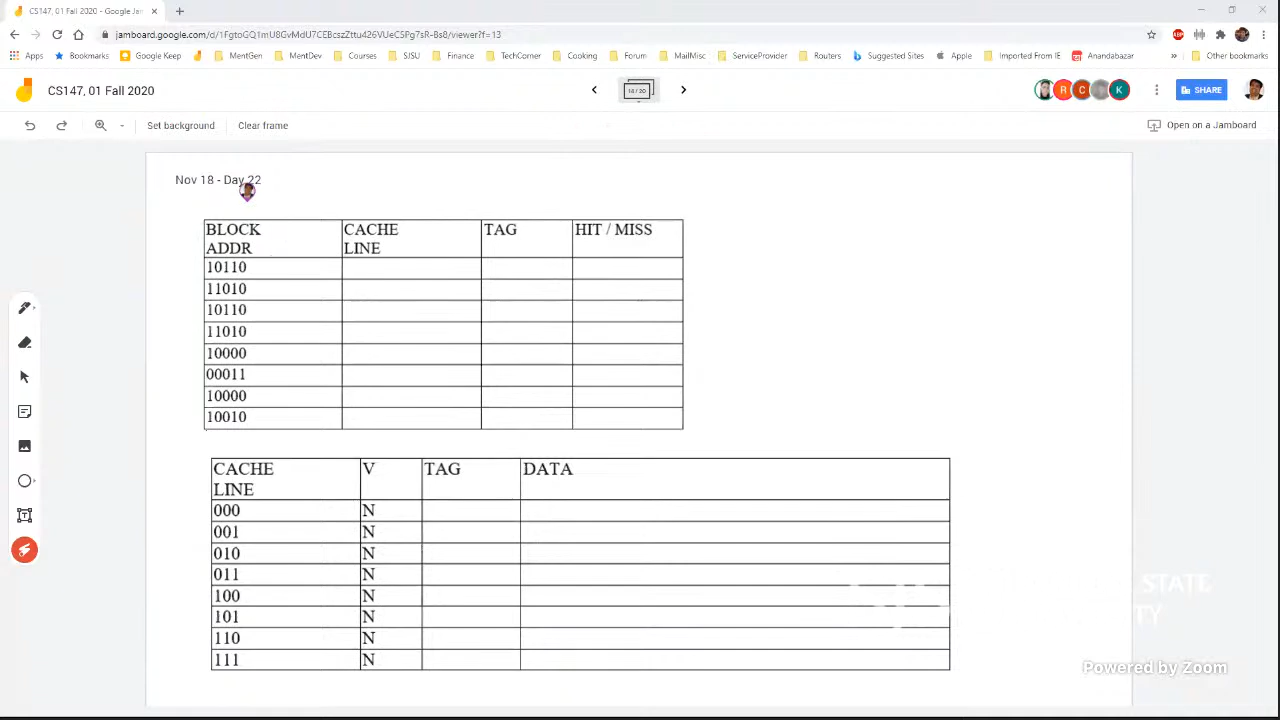 CS147, 01 Fall 2020 - Google Jam
jamboard.google.com/d/1FgtoGQ1mU8GvMdU7CEBcszZttu426VUeCSPg7sR-Bs8/viewer?f=13
Apps Bookmarks Google Keep MentGen MentDev Courses SJSU Finance TechCorner Cooking Forum MailMisc ServiceProvider Routers Suggested Sites Apple Imported From IE Anandabazar » Other bookmarks
CS147, 01 Fall 2020
18 / 20
R C K
SHARE
Set background Clear frame
Open on a Jamboard
Nov 18 - Day 22
BLOCK ADDR CACHE LINE TAG HIT / MISS
10110
11010
10110
11010
10000
00011
10000
10010
CACHE LINE V TAG DATA
000 N
001 N
010 N
011 N
100 N
101 N
110 N
111 N
STATE
Powered by Zoom